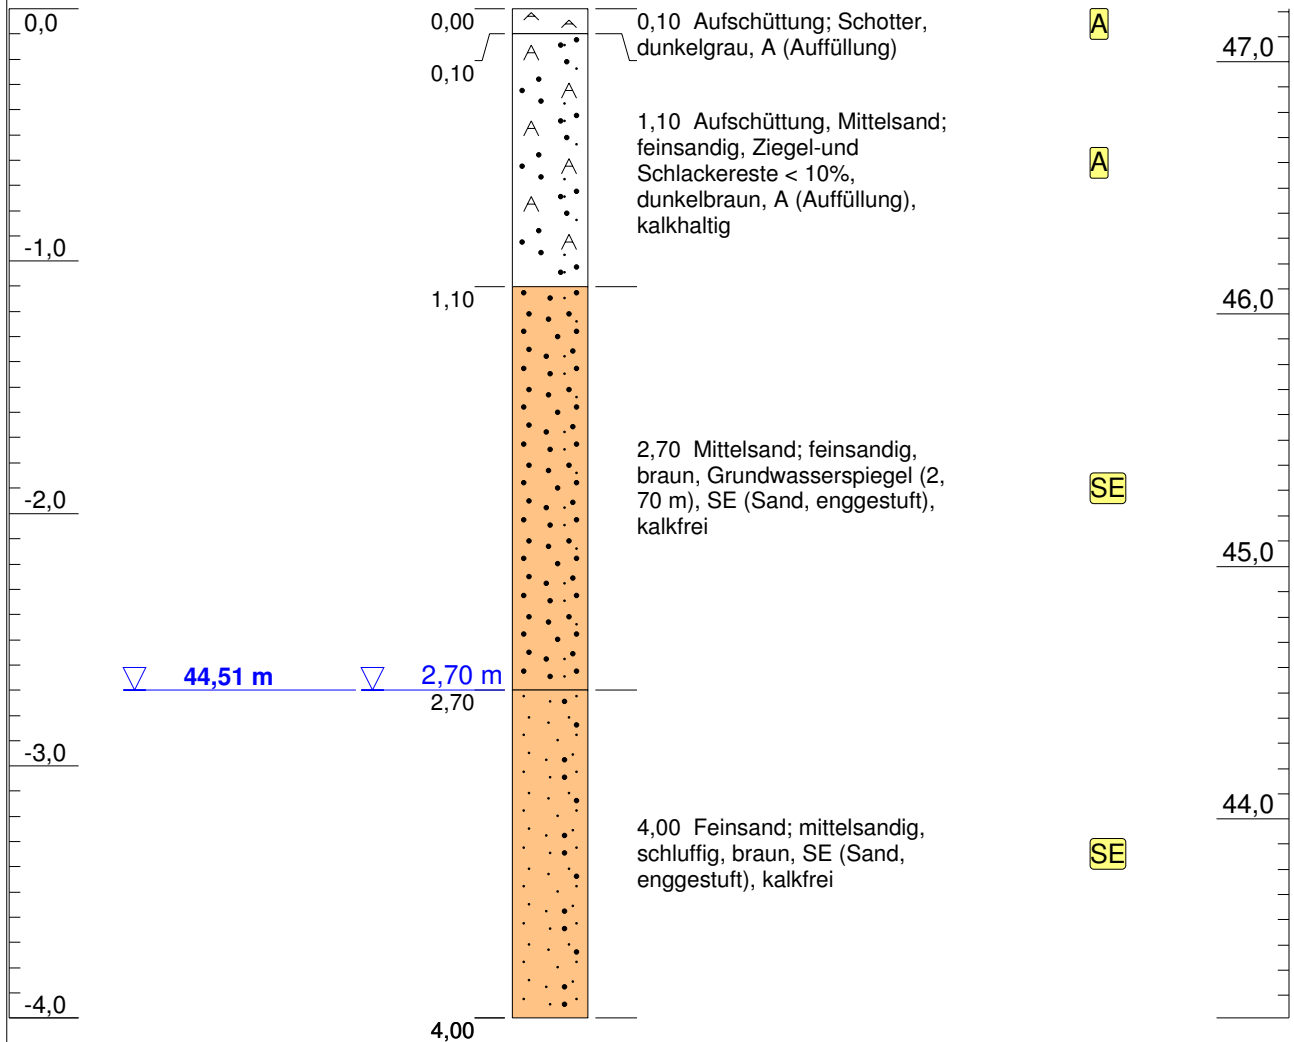 0,0
0,00
0,10 Aufschüttung; Schotter,
dunkelgrau, A (Auffüllung)
A
47,0
0,10
1,10 Aufschüttung, Mittelsand;
feinsandig, Ziegel-und
Schlackereste < 10%,
dunkelbraun, A (Auffüllung),
kalkhaltig
A
-1,0
1,10
46,0
2,70 Mittelsand; feinsandig,
braun, Grundwasserspiegel (2,
70 m), SE (Sand, enggestuft),
kalkfrei
SE
-2,0
45,0
44,51 m
2,70 m
2,70
-3,0
44,0
4,00 Feinsand; mittelsandig,
schluffig, braun, SE (Sand,
enggestuft), kalkfrei
SE
-4,0
4,00